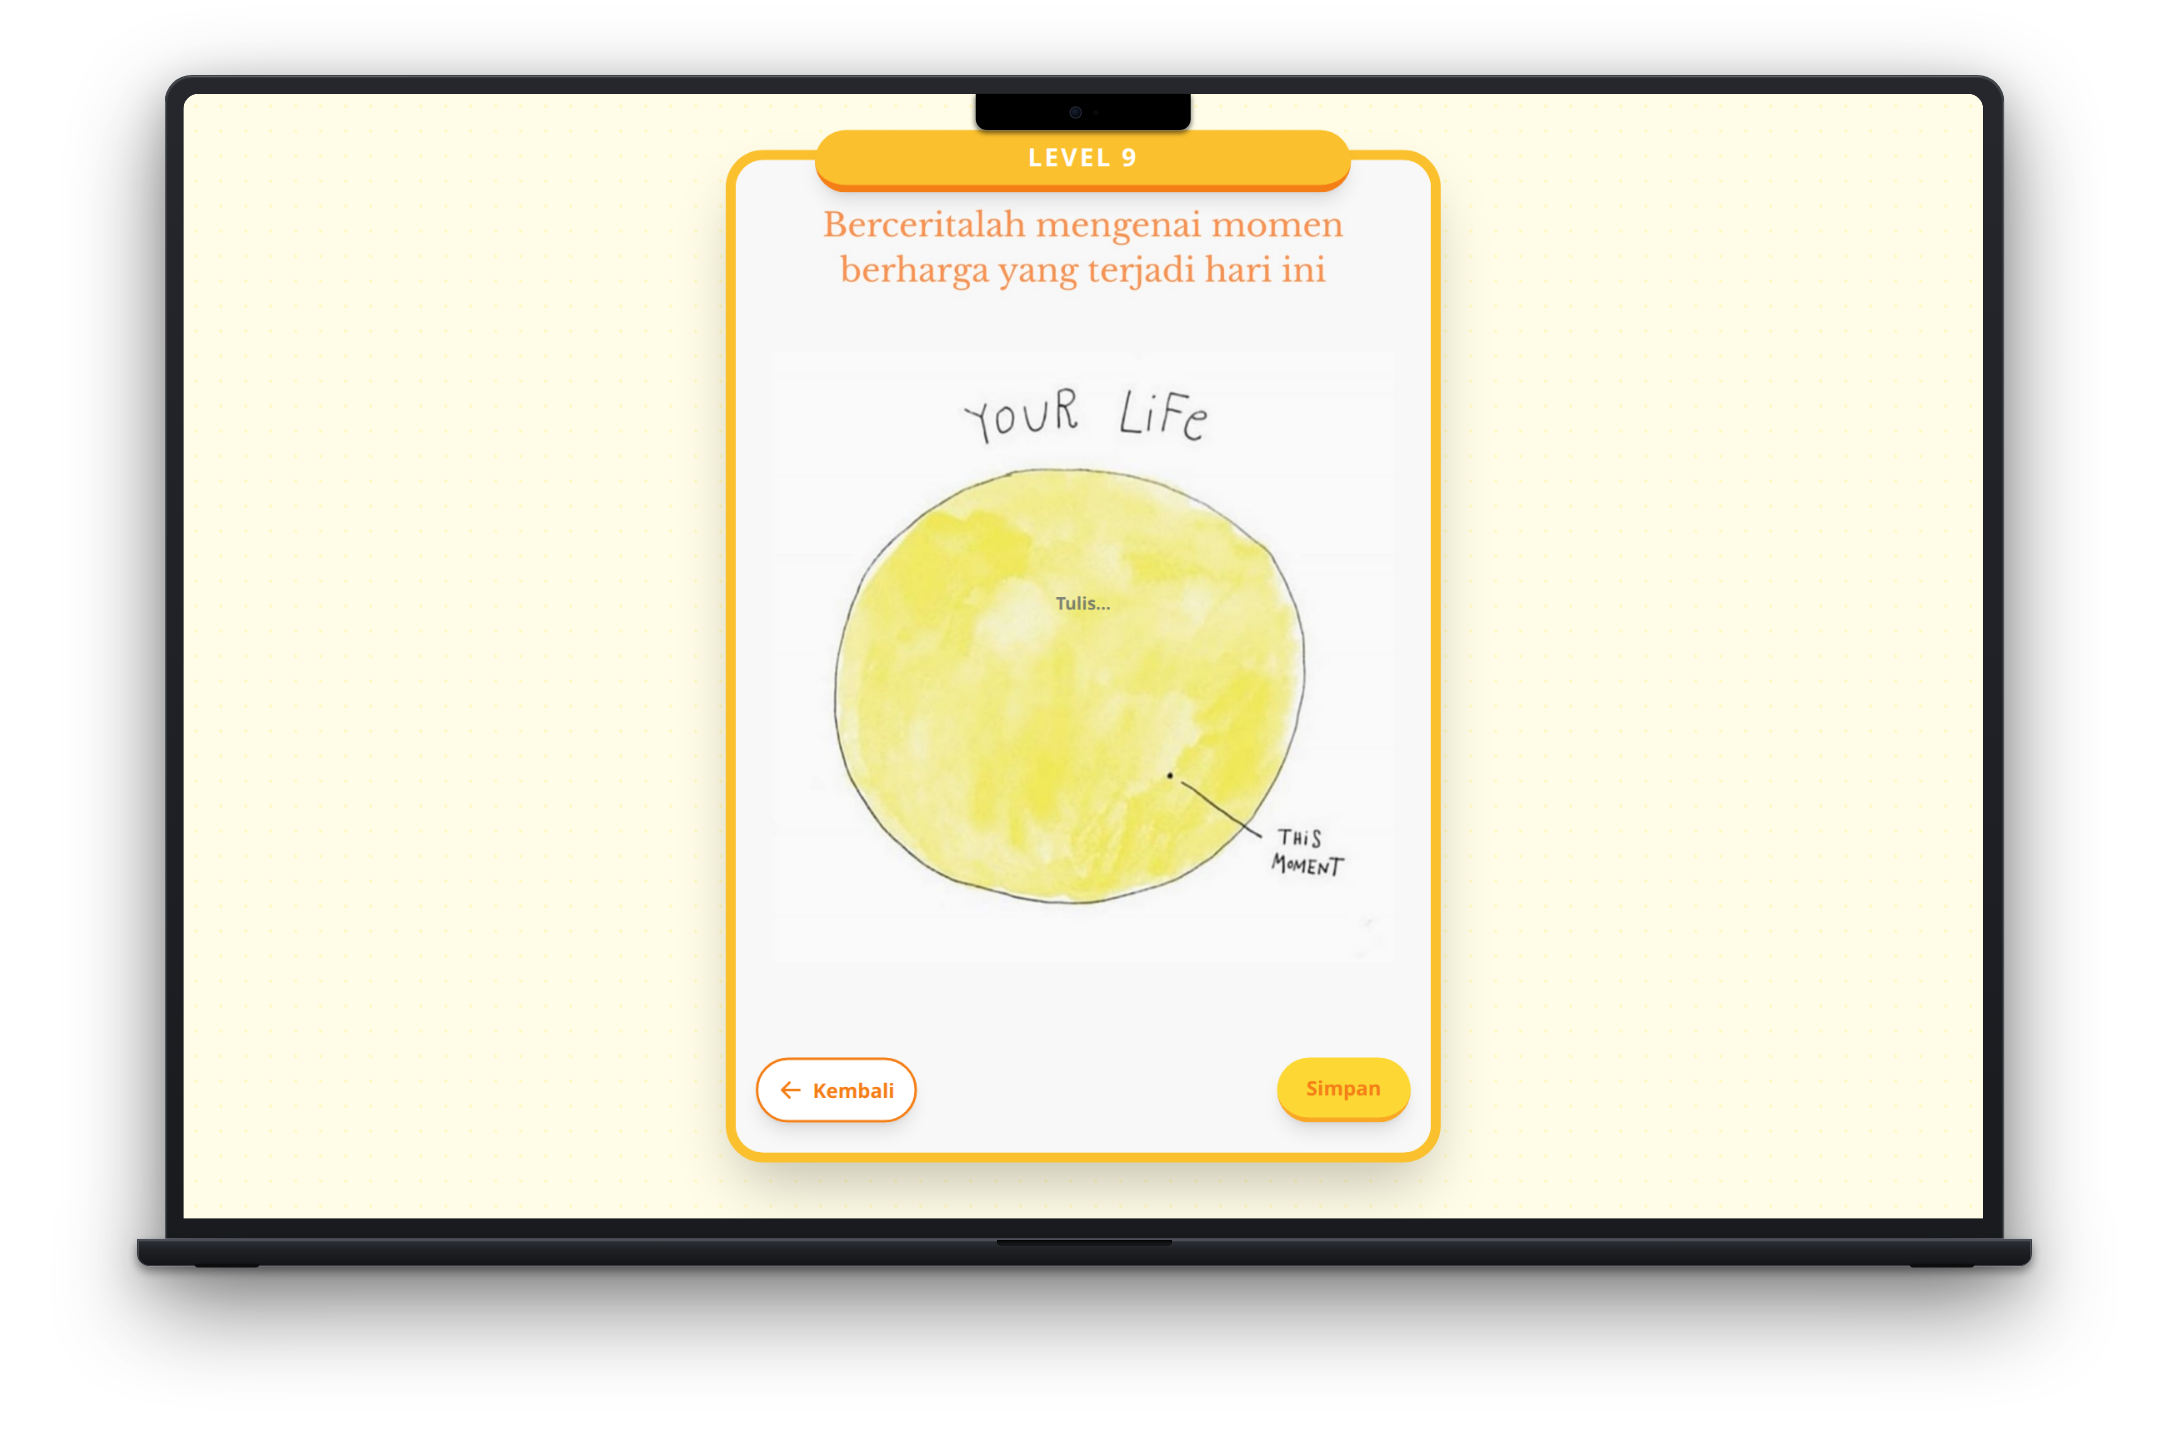 LEVEL 9
Berceritalah mengenai momen
berharga yang terjadi hari ini
YOUR LiFe
Tulis...
THiS
MoMENT
← Kembali
Simpan